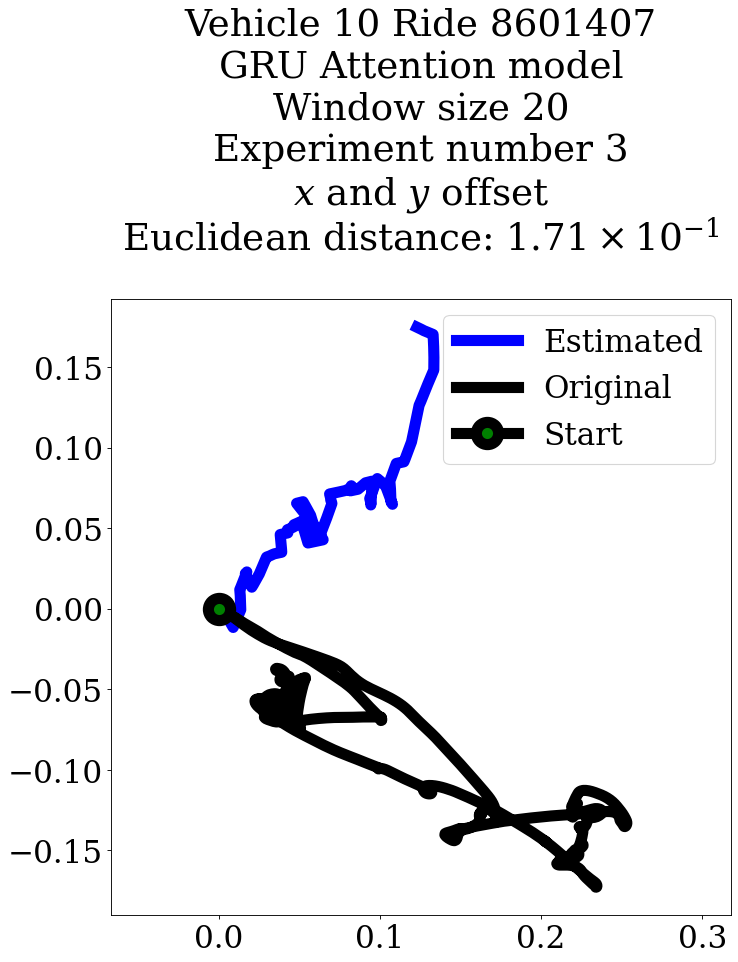 Vehicle 10 Ride 8601407
GRU Attention model
Window size 20
Experiment number 3
x and y offset
Euclidean distance: 1.71 × 10⁻¹
Estimated
Original
Start
0.15
0.10
0.05
0.00
−0.05
−0.10
−0.15
0.0 0.1 0.2 0.3